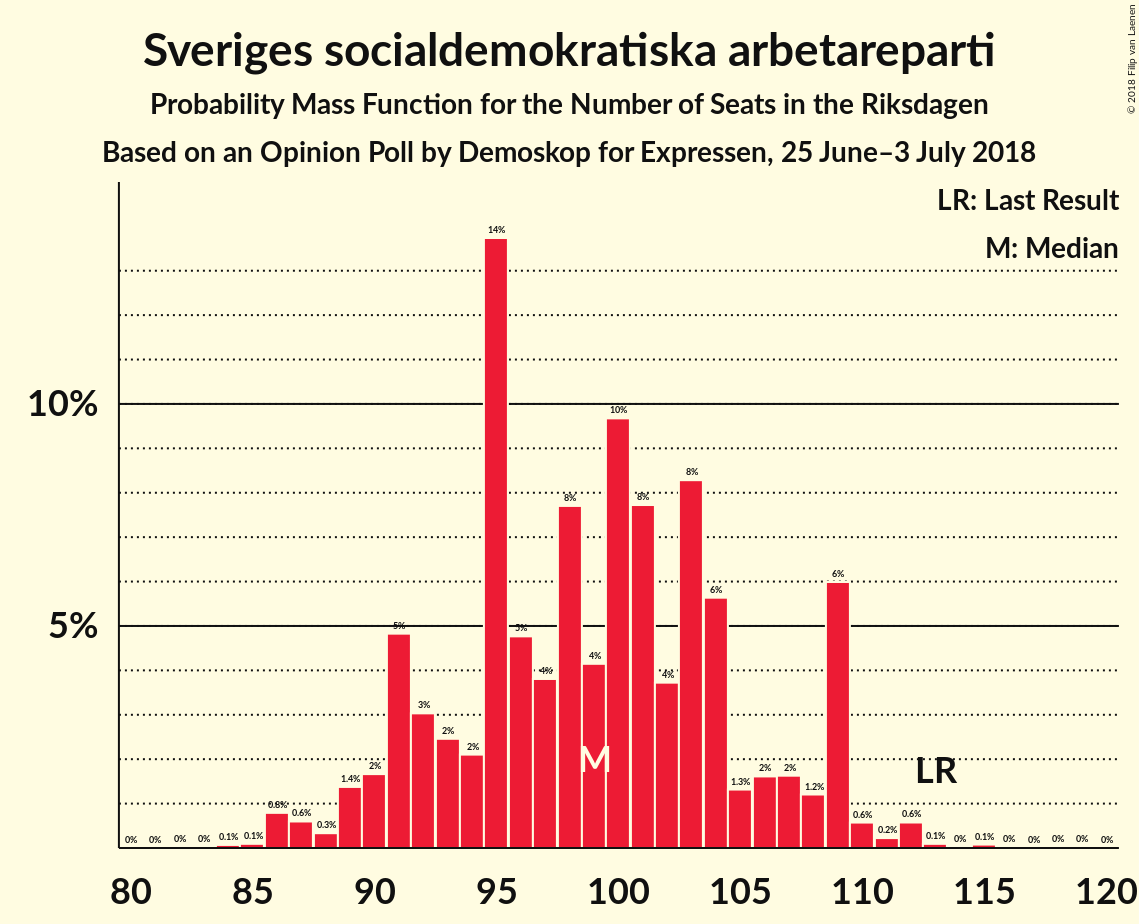 Sveriges socialdemokratiska arbetareparti
Probability Mass Function for the Number of Seats in the Riksdagen
Based on an Opinion Poll by Demoskop for Expressen, 25 June–3 July 2018
© 2018 Filip van Laenen
LR: Last Result
M: Median
10%
5%
0% 0% 0% 0% 0.1% 0.1% 0.8% 0.6% 0.3% 1.4% 2% 5% 3% 2% 2% 14% 5% 4% 8% 4% 10% 8% 4% 8% 6% 1.3% 2% 2% 1.2% 6% 0.6% 0.2% 0.6% 0.1% 0% 0.1% 0% 0% 0% 0% 0%
M
LR
80 85 90 95 100 105 110 115 120